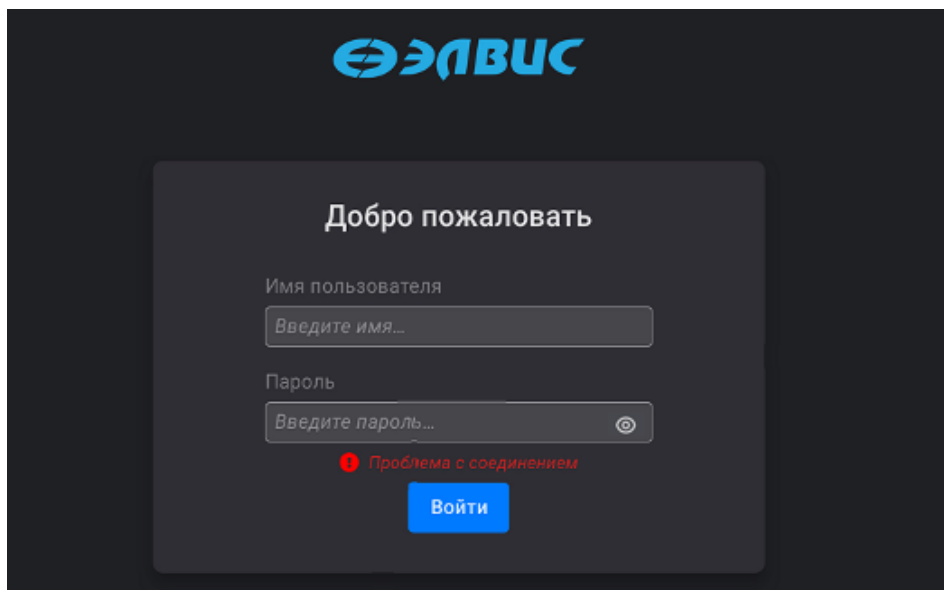 ЭЛВИС
Добро пожаловать
Имя пользователя
Введите имя...
Пароль
Введите пароль...
Проблема с соединением
Войти